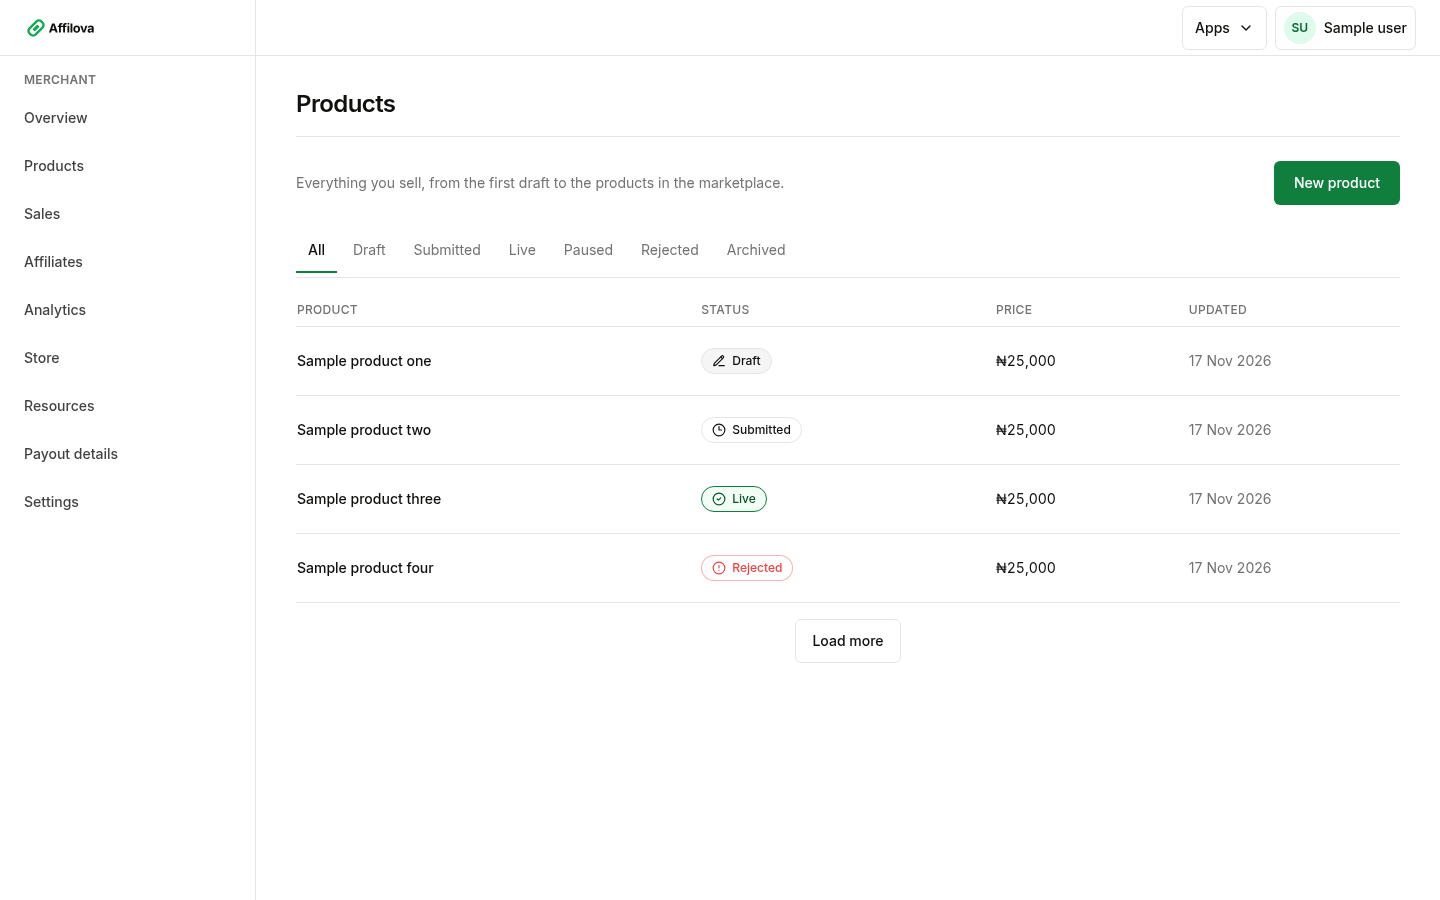 Affilova
Apps
SU
Sample user
MERCHANT
Overview
Products
Sales
Affiliates
Analytics
Store
Resources
Payout details
Settings
Products
Everything you sell, from the first draft to the products in the marketplace.
New product
All Draft Submitted Live Paused Rejected Archived
PRODUCT STATUS PRICE UPDATED
Sample product one Draft ₦25,000 17 Nov 2026
Sample product two Submitted ₦25,000 17 Nov 2026
Sample product three Live ₦25,000 17 Nov 2026
Sample product four Rejected ₦25,000 17 Nov 2026
Load more